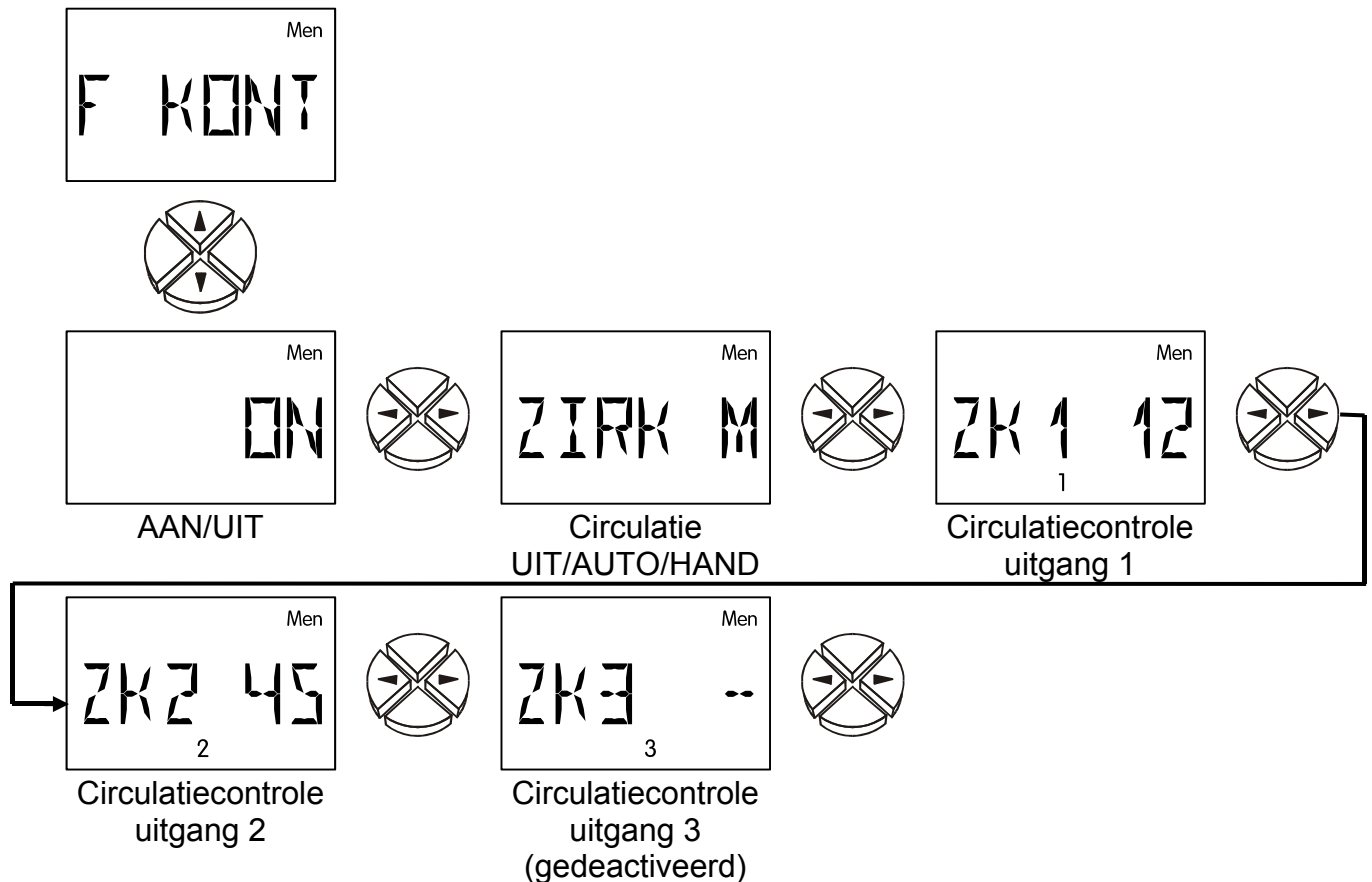 Men
F KONT
Men
ON
AAN/UIT
Men
ZIRK M
Circulatie
UIT/AUTO/HAND
Men
ZK1 12
1
Circulatiecontrole
uitgang 1
Men
ZK2 45
2
Circulatiecontrole
uitgang 2
Men
ZK3 --
3
Circulatiecontrole
uitgang 3
(gedeactiveerd)